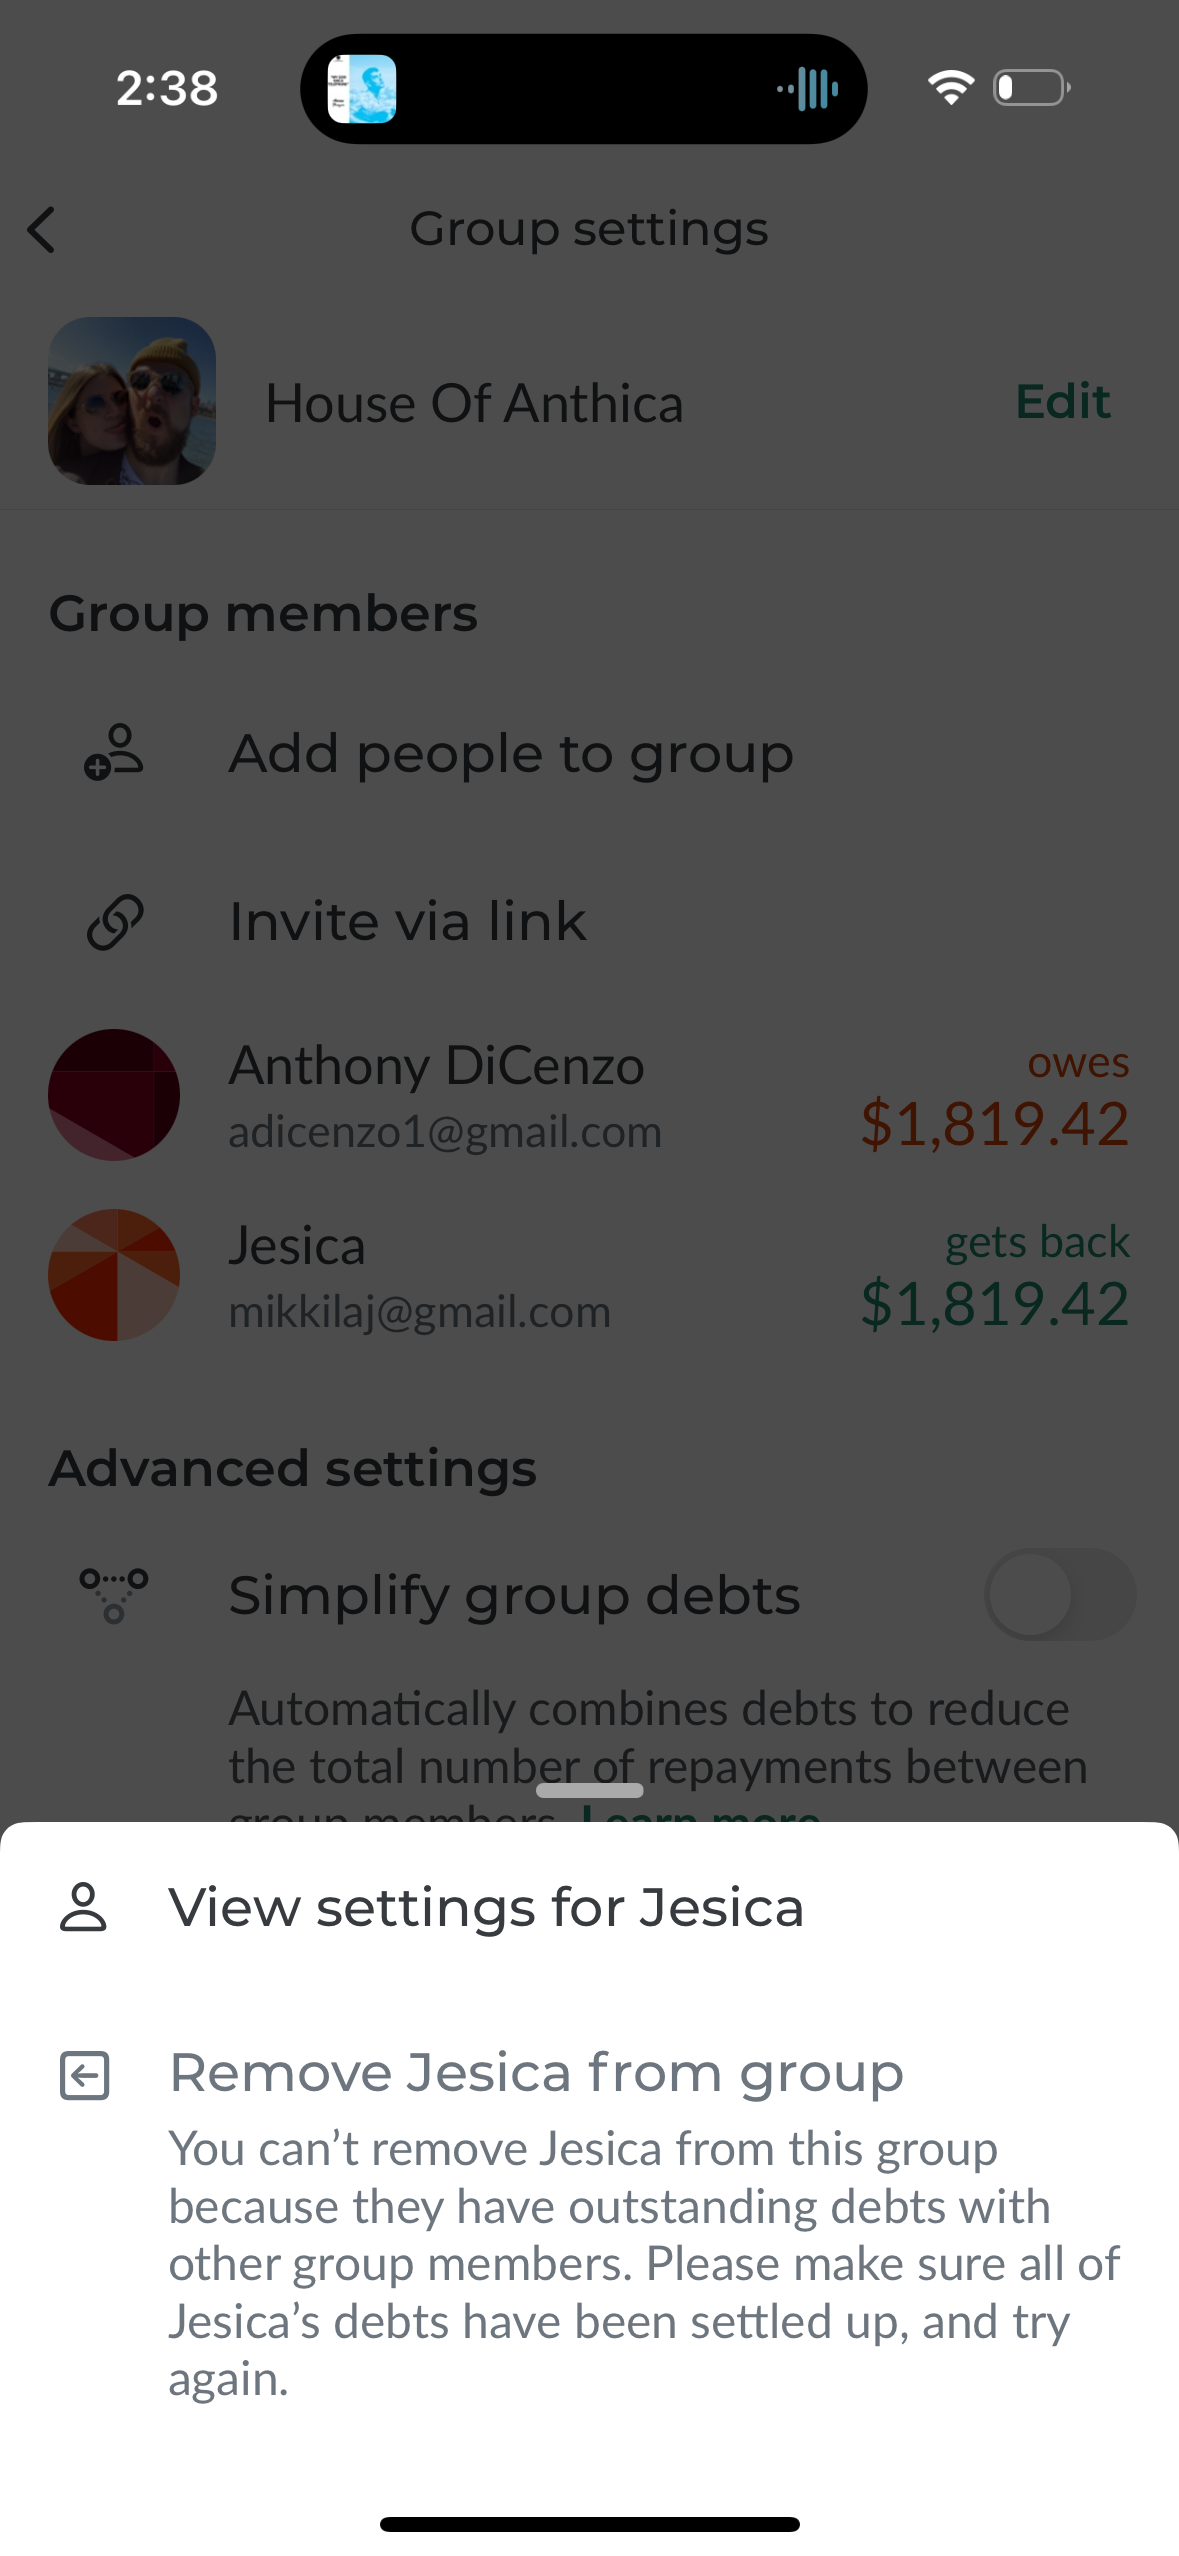 2:38
Group settings
House Of Anthica
Edit
Group members
Add people to group
Invite via link
Anthony DiCenzo
adicenzo1@gmail.com
owes
$1,819.42
Jesica
mikkilaj@gmail.com
gets back
$1,819.42
Advanced settings
Simplify group debts
Automatically combines debts to reduce
the total number of repayments between
group members. Learn more
View settings for Jesica
Remove Jesica from group
You can’t remove Jesica from this group
because they have outstanding debts with
other group members. Please make sure all of
Jesica’s debts have been settled up, and try
again.